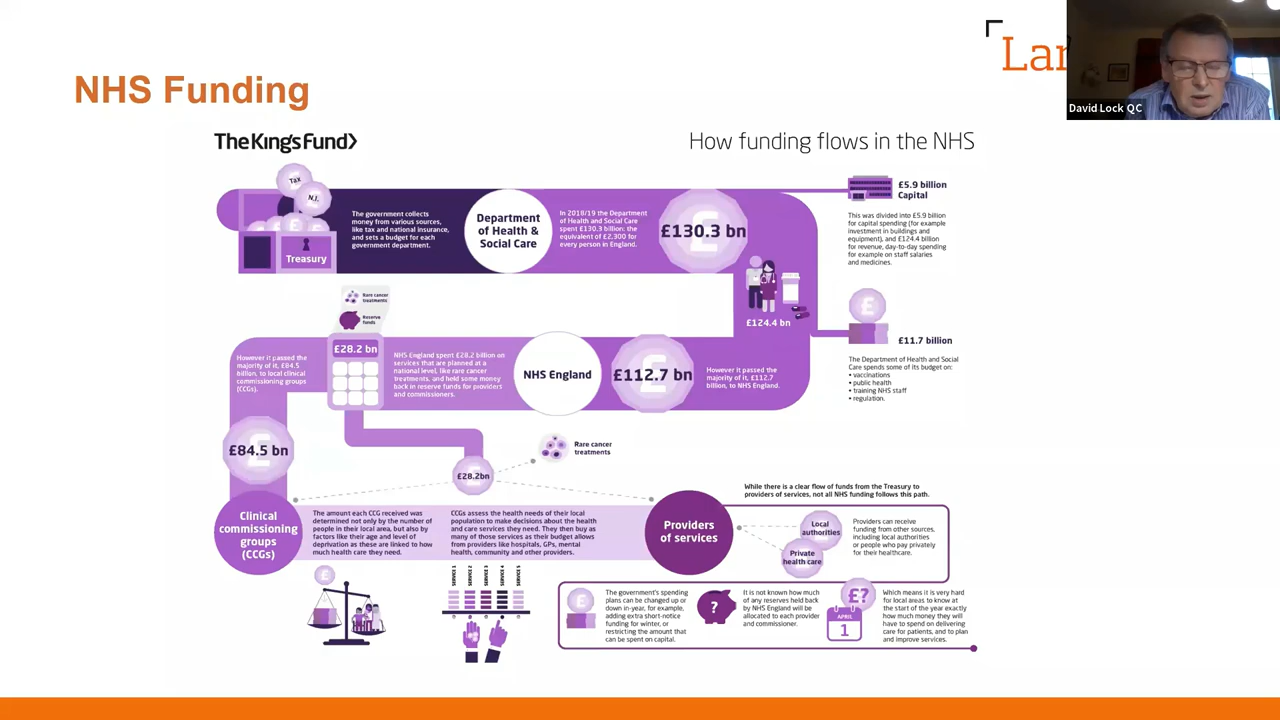 NHS Funding
Lar
David Lock QC
TheKingsFund>
How funding flows in the NHS
Tax
N.I.
Treasury
The government collects
money from various sources,
like tax and national insurance,
and sets a budget for each
government department.
Department
of Health &
Social Care
In 2018/19 the Department
of Health and Social Care
spent £130.3 billion: the
equivalent of £2,300 for
every person in England.
£130.3 bn
£5.9 billion
Capital
This was divided into £5.9 billion
for capital spending (for example
investment in buildings and
equipment), and £124.4 billion
for revenue, day-to-day spending
for example on staff salaries
and medicines.
£124.4 bn
£11.7 billion
The Department of Health and Social
Care spends some of its budget on:
• vaccinations
• public health
• training NHS staff
• regulation.
Rare cancer
treatments
Reserve
funds
However it passed the
majority of it, £84.5
billion, to local clinical
commissioning groups
(CCGs).
£28.2 bn
NHS England spent £28.2 billion on
services that are planned at a
national level, like rare cancer
treatments, and held some money
back in reserve funds for providers
and commissioners.
NHS England
£112.7 bn
However it passed the
majority of it, £112.7
billion, to NHS England.
£84.5 bn
£28.2bn
Rare cancer
treatments
Clinical
commissioning
groups
(CCGs)
The amount each CCG received was
determined not only by the number of
people in their local area, but also by
factors like their age and level of
deprivation as these are linked to how
much health care they need.
CCGs assess the health needs of their local
population to make decisions about the health
and care services they need. They then buy as
many of those services as their budget allows
from providers like hospitals, GPs, mental
health, community and other providers.
Providers
of services
While there is a clear flow of funds from the Treasury to
providers of services, not all NHS funding follows this path.
Local
authorities
Private
health care
Providers can receive
funding from other sources,
including local authorities
or people who pay privately
for their healthcare.
SERVICE 1
SERVICE 2
SERVICE 3
SERVICE 4
SERVICE 5
The government's spending
plans can be changed up or
down in-year, for example,
adding extra short-notice
funding for winter, or
restricting the amount that
can be spent on capital.
?
It is not known how much
of any reserves held back
by NHS England will be
allocated to each provider
and commissioner.
£?
APRIL
1
Which means it is very hard
for local areas to know at
the start of the year exactly
how much money they will
have to spend on delivering
care for patients, and to plan
and improve services.